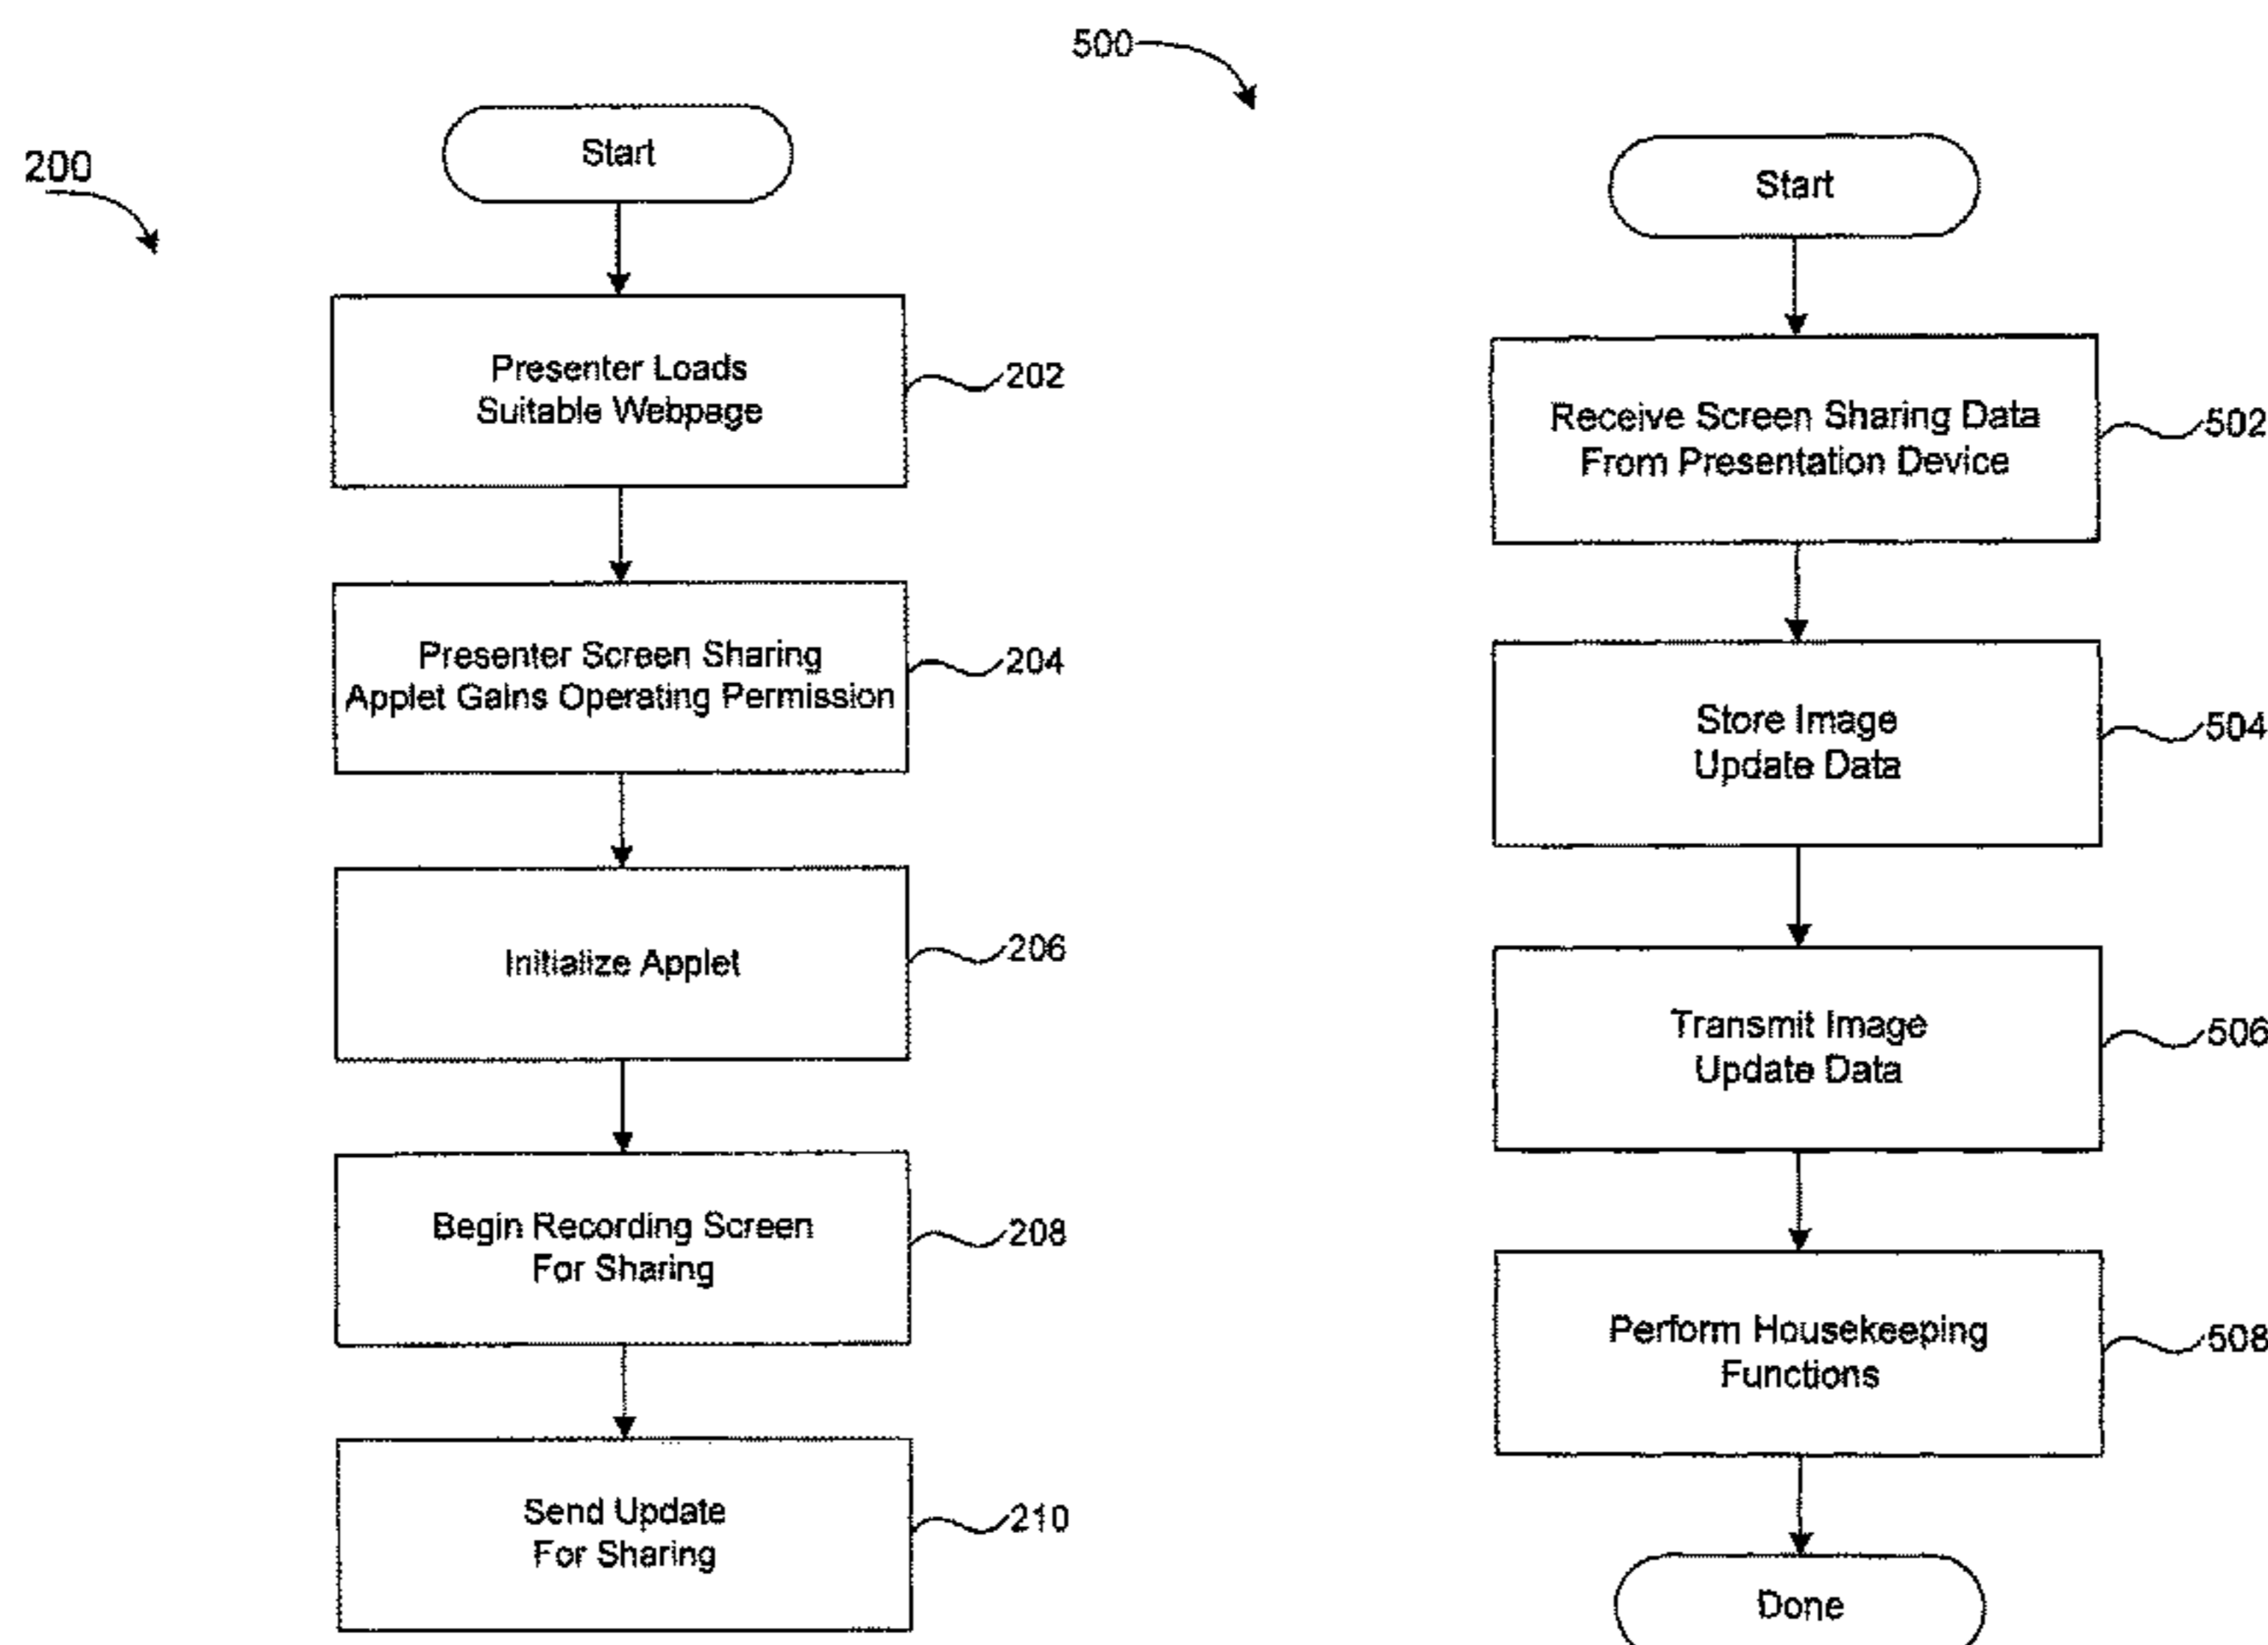 200
Start
Presenter Loads
Suitable Webpage
202
Presenter Screen Sharing
Applet Gains Operating Permission
204
Initialize Applet
206
Begin Recording Screen
For Sharing
208
Send Update
For Sharing
210
500
Start
Receive Screen Sharing Data
From Presentation Device
502
Store Image
Update Data
504
Transmit Image
Update Data
506
Perform Housekeeping
Functions
508
Done